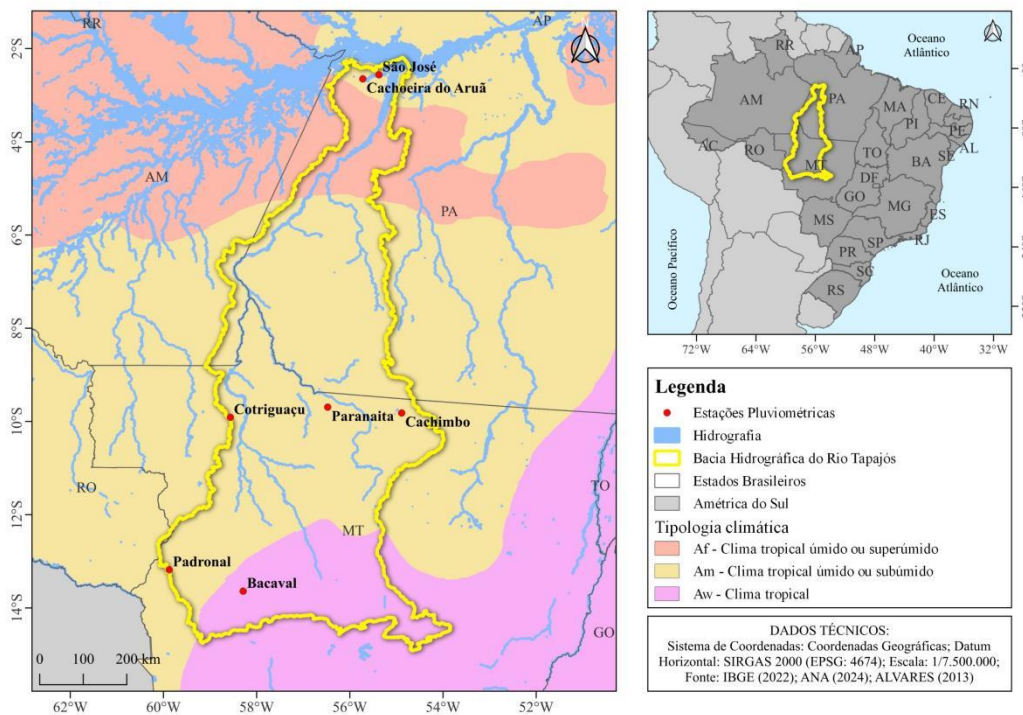 RR
AP
2°S
São José
Cachoeira do Aruã
4°S
AM
PA
6°S
8°S
Cotriguaçu
Paranaita
Cachimbo
10°S
RO
TO
12°S
MT
Padronal
Bacaval
14°S
GO
0 100 200 km
62°W 60°W 58°W 56°W 54°W 52°W
N
Oceano
Atlântico
RR
AP
AM
PA
MA
CE
RN
PI
PE
AC
RO
TO
AL
SE
MT
BA
DF
GO
MG
ES
MS
SP
RJ
PR
SC
RS
Oceano Pacífico
Oceano
Atlântico
72°W 64°W 56°W 48°W 40°W 32°W
Legenda
Estações Pluviométricas
Hidrografia
Bacia Hidrográfica do Rio Tapajós
Estados Brasileiros
Amétrica do Sul
Tipologia climática
Af - Clima tropical úmido ou superúmido
Am - Clima tropical úmido ou subúmido
Aw - Clima tropical
DADOS TÉCNICOS:
Sistema de Coordenadas: Coordenadas Geográficas; Datum
Horizontal: SIRGAS 2000 (EPSG: 4674); Escala: 1/7.500.000;
Fonte: IBGE (2022); ANA (2024); ALVARES (2013)